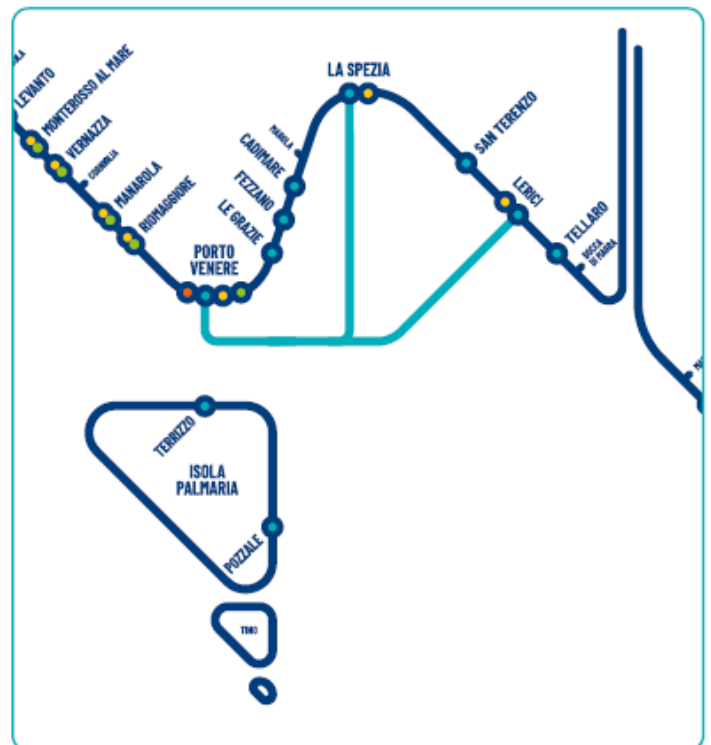 LEVANTO
MONTEROSSO AL MARE
VERNAZZA
CORNIGLIA
MANAROLA
RIOMAGGIORE
PORTO
VENERE
LE GRAZIE
FEZZANO
CADIMARE
MAROLA
LA SPEZIA
SAN TERENZO
LERICI
TELLARO
BOCCA
DI MAGRA
TERRIZZO
ISOLA
PALMARIA
POZZALE
TINO